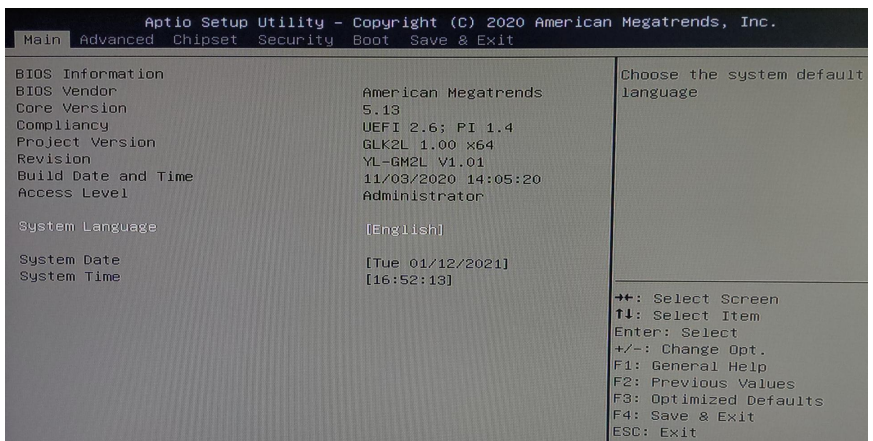 Aptio Setup Utility – Copyright (C) 2020 American Megatrends, Inc.
Main Advanced Chipset Security Boot Save & Exit
BIOS Information
BIOS Vendor American Megatrends
Core Version 5.13
Compliancy UEFI 2.6; PI 1.4
Project Version GLK2L 1.00 x64
Revision YL-GM2L V1.01
Build Date and Time 11/03/2020 14:05:20
Access Level Administrator
System Language [English]
System Date [Tue 01/12/2021]
System Time [16:52:13]
Choose the system default
language
→←: Select Screen
↑↓: Select Item
Enter: Select
+/-: Change Opt.
F1: General Help
F2: Previous Values
F3: Optimized Defaults
F4: Save & Exit
ESC: Exit